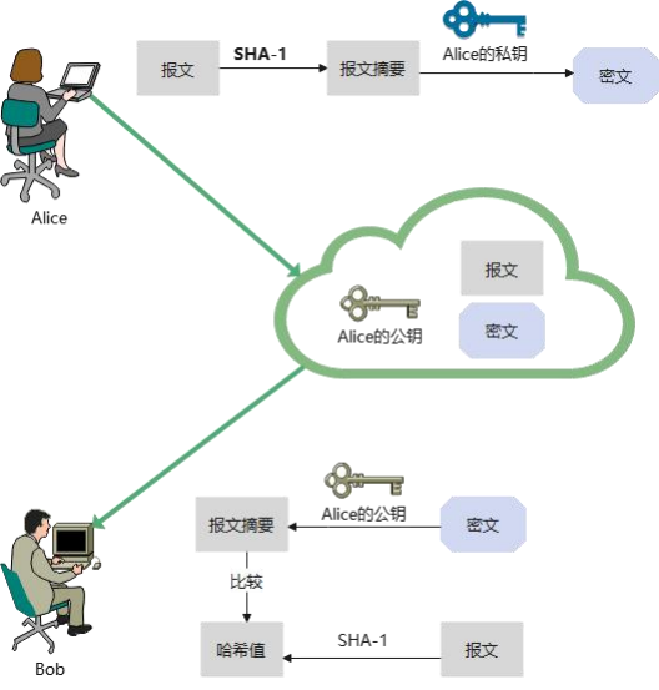 Alice的私钥
SHA-1
报文
报文摘要
密文
Alice
报文
Alice的公钥
密文
Alice的公钥
报文摘要
密文
比较
SHA-1
哈希值
报文
Bob